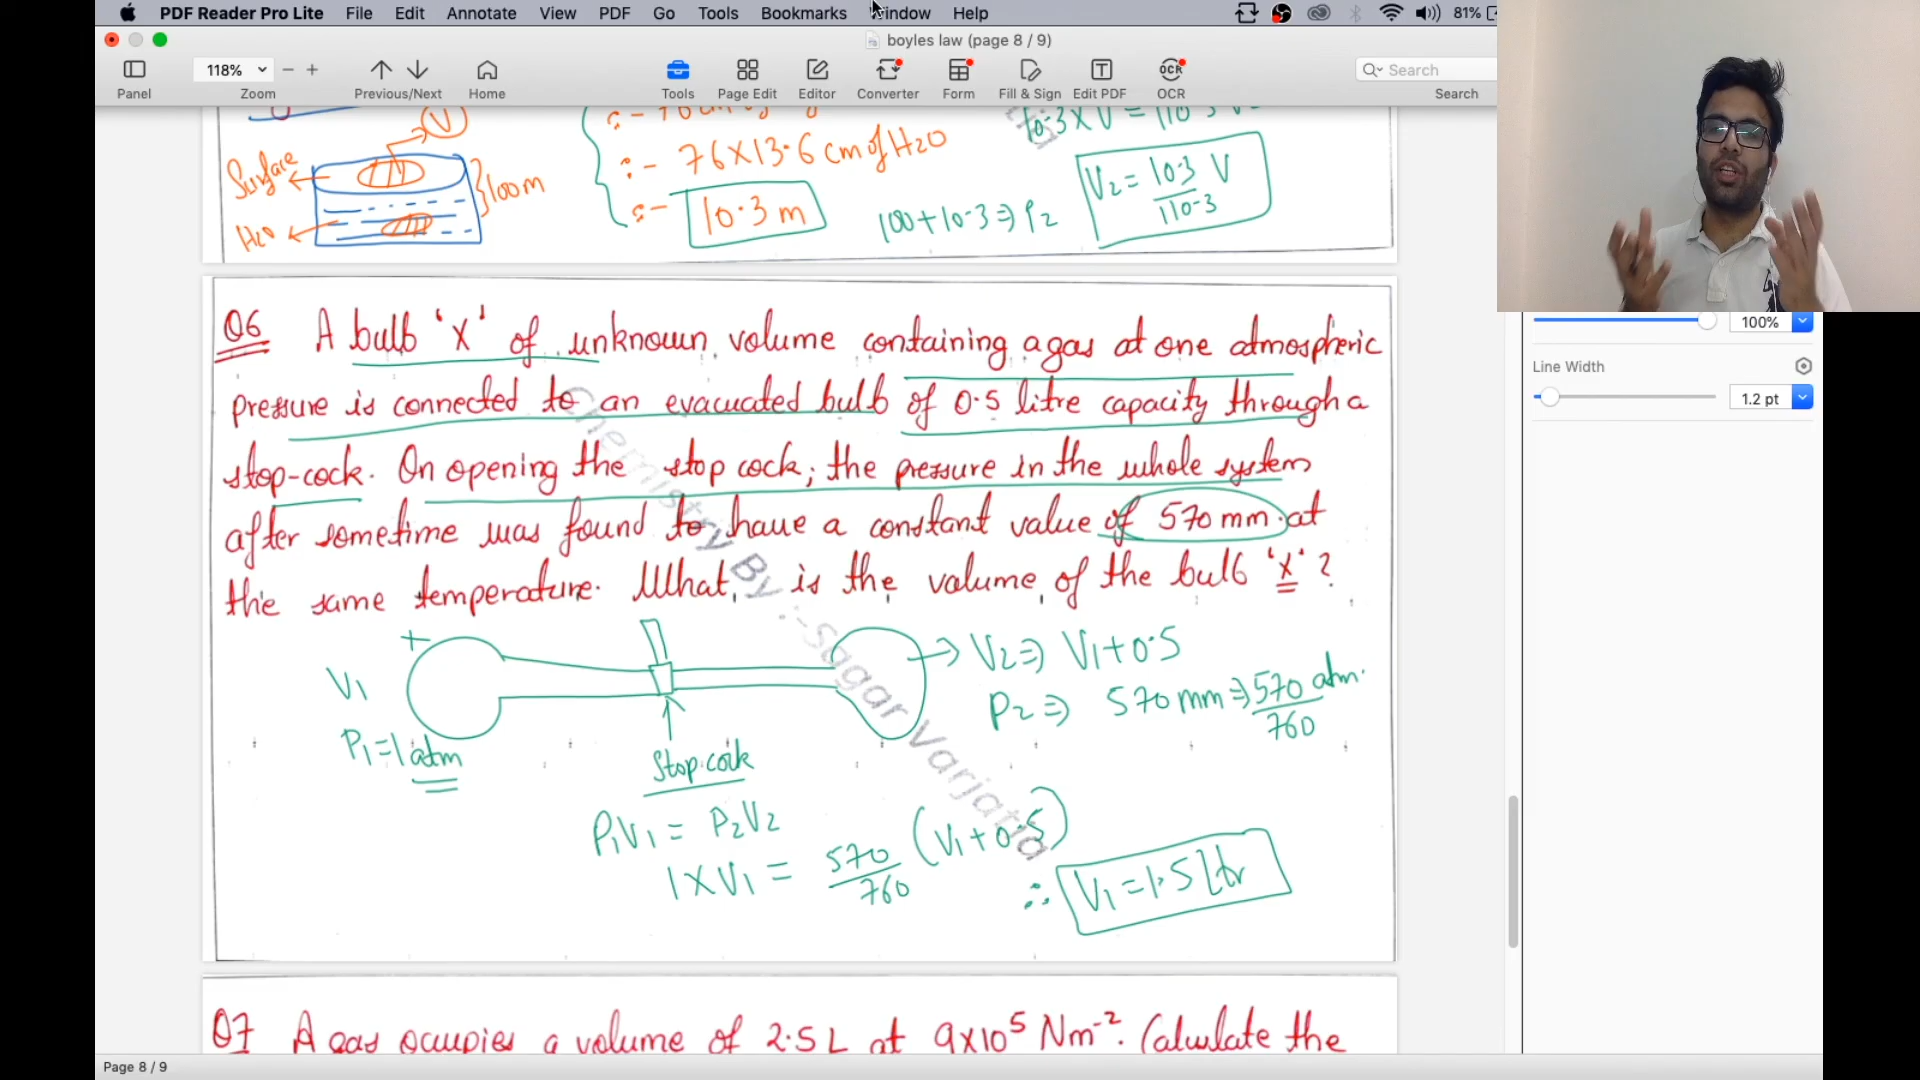 PDF Reader Pro Lite File Edit Annotate View PDF Go Tools Bookmarks Window Help 81%
boyles law (page 8 / 9)
118%
Search
Panel Zoom Previous/Next Home Tools Page Edit Editor Converter Form Fill & Sign Edit PDF OCR Search
:- 76X13.6 cm of H2O
:- 10.3 m
Surface
H2O
100m
V
100+10.3 ⇒ P2
V2 = 10.3 V
110.3
100%
Line Width
1.2 pt
Q6 A bulb 'X' of unknown volume containing a gas at one atmospheric
pressure is connected to an evacuated bulb of 0.5 litre capacity through a
stop-cock. On opening the stop cock, the pressure in the whole system
after sometime was found to have a constant value of 570 mm. at
the same temperature. What, is the volume of the bulb 'X' ?
Chemistry By :- Sagar Varjatia
V1
P1=1 atm
Stop.cock
V2 ⇒ V1+0.5
P2 ⇒ 570 mm ⇒ 570 atm.
760
P1V1 = P2V2
1 X V1 = 570 (V1+0.5)
760
∴ V1 = 1.5 Ltr
Q7 A gas occupies a volume of 2.5 L at 9x10⁵ Nm⁻². Calculate the
Page 8 / 9